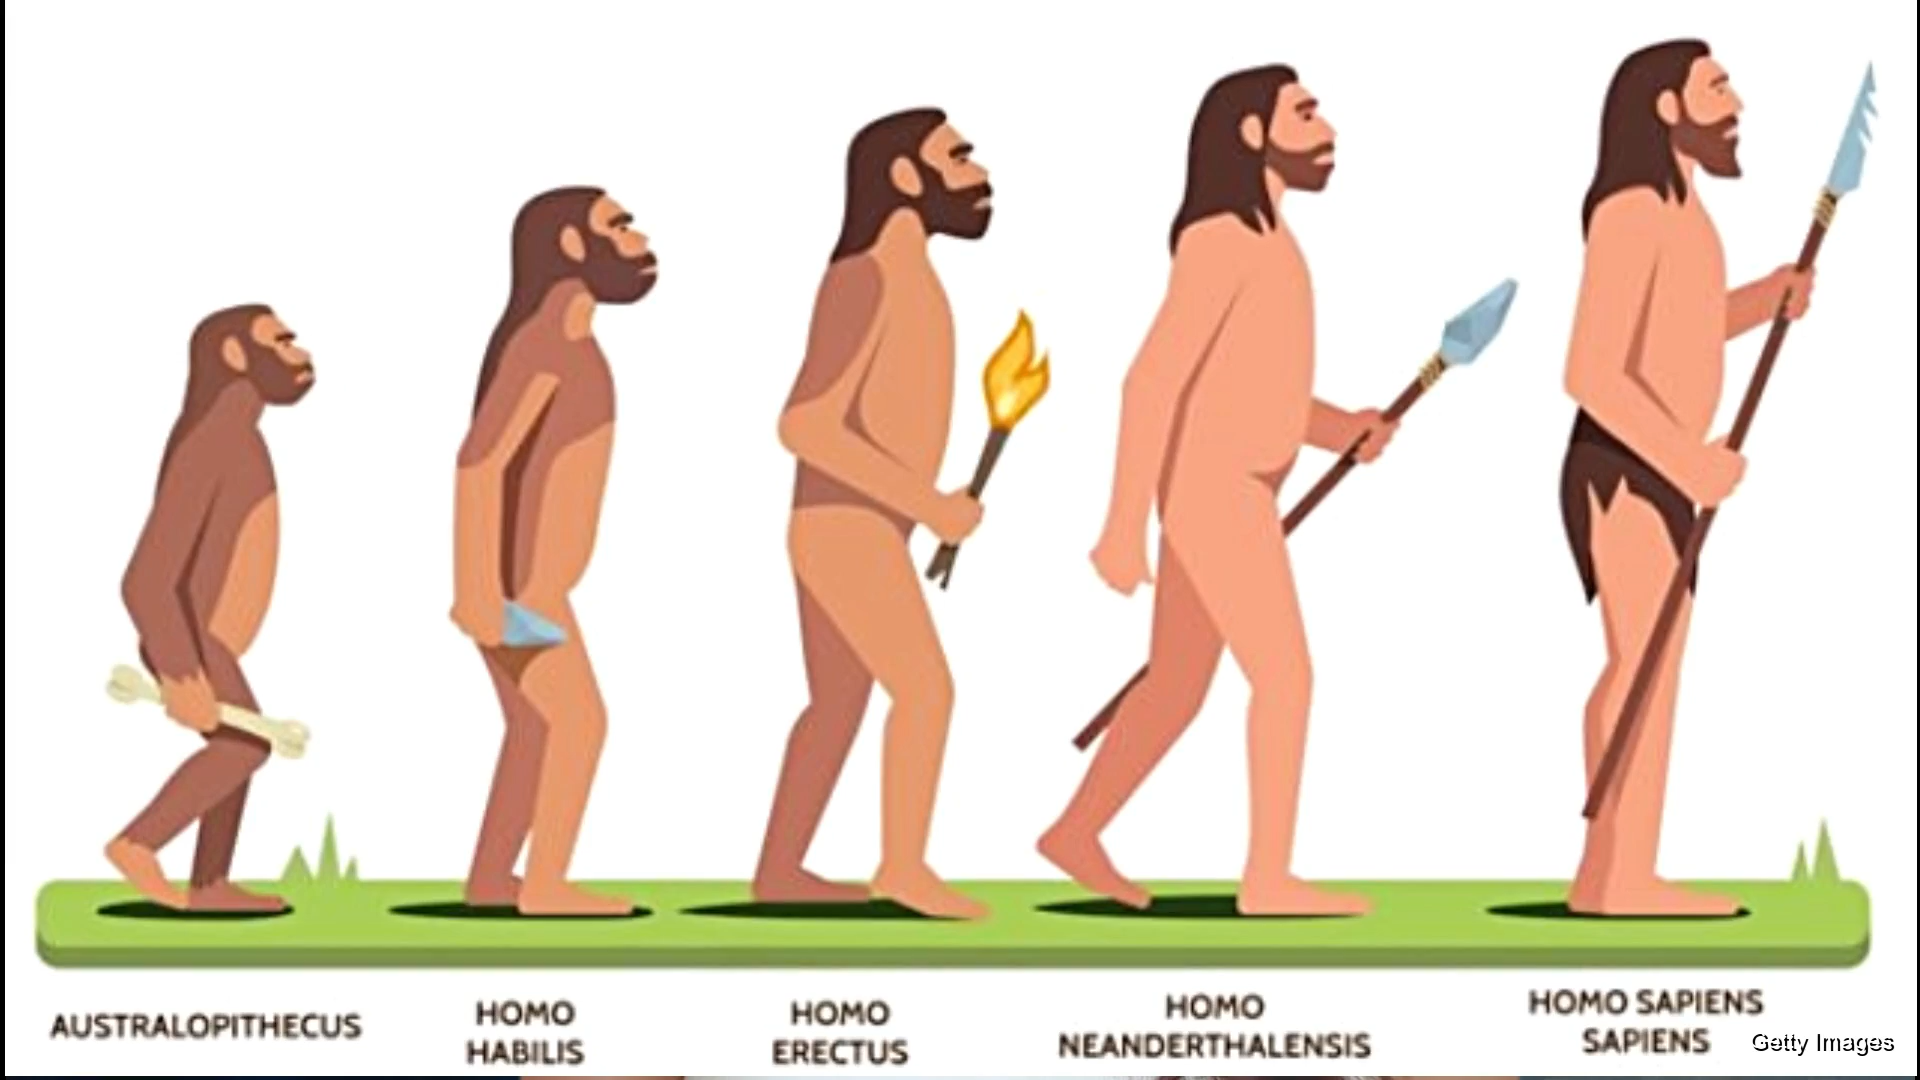 AUSTRALOPITHECUS
HOMO
HABILIS
HOMO
ERECTUS
HOMO
NEANDERTHALENSIS
HOMO SAPIENS
SAPIENS
Getty Images